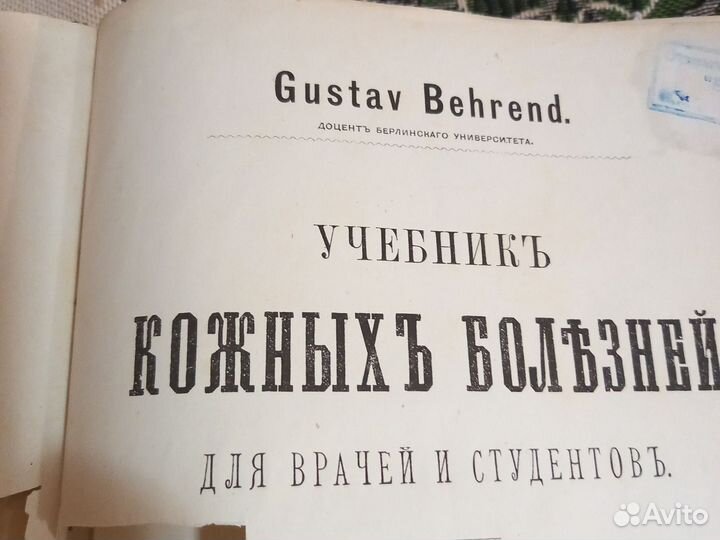 Gustav Behrend.
ДОЦЕНТЪ БЕРЛИНСКАГО УНИВЕРСИТЕТА.
УЧЕБНИКЪ
КОЖНЫХЪ БОЛѢЗНЕЙ
ДЛЯ ВРАЧЕЙ И СТУДЕНТОВЪ.
Avito